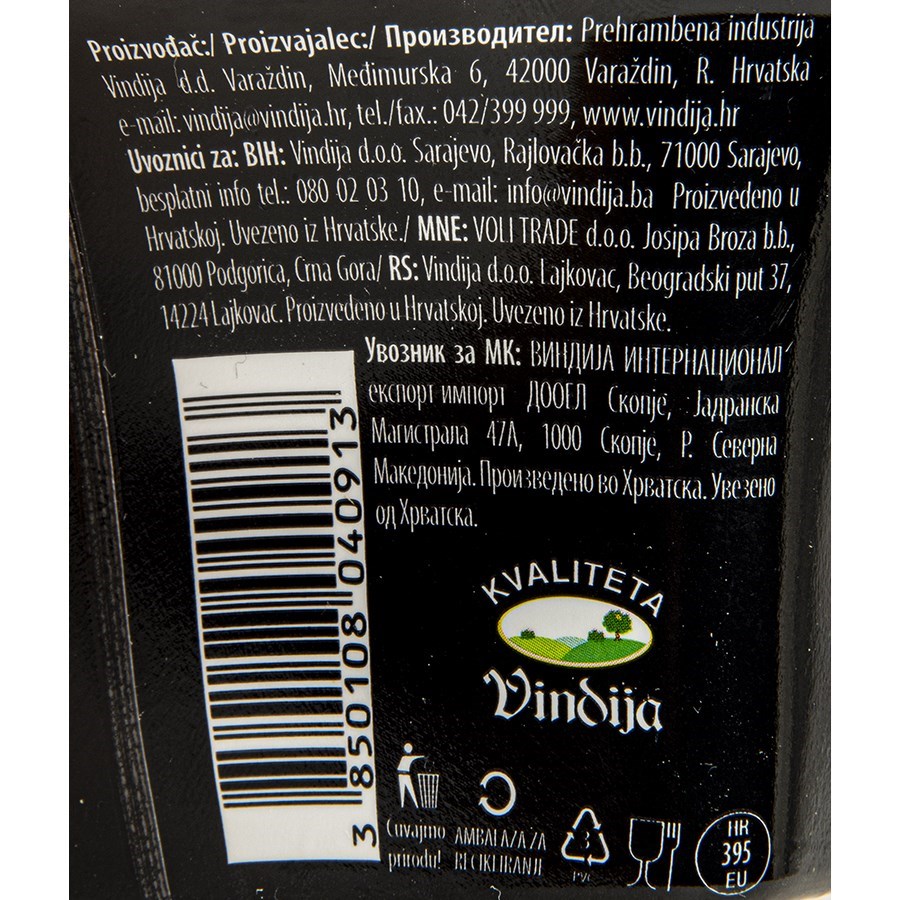 Proizvođač:/ Proizvajalec:/ Производител: Prehrambena industrija
Vindija d.d. Varaždin, Međimurska 6, 42000 Varaždin, R. Hrvatska
e-mail: vindija@vindija.hr, tel./fax.: 042/399 999, www.vindija.hr
Uvoznici za: BIH: Vindija d.o.o. Sarajevo, Rajlovačka b.b., 71000 Sarajevo,
besplatni info tel.: 080 02 03 10, e-mail: info@vindija.ba Proizvedeno u
Hrvatskoj. Uvezeno iz Hrvatske./ MNE: VOLI TRADE d.o.o. Josipa Broza b.b.,
81000 Podgorica, Crna Gora/ RS: Vindija d.o.o. Lajkovac, Beogradski put 37,
14224 Lajkovac. Proizvedeno u Hrvatskoj. Uvezeno iz Hrvatske.
Увозник за МК: ВИНДИЈА ИНТЕРНАЦИОНАЛ
експорт импорт ДООЕЛ Скопје, Јадранска
Магистрала 47А, 1000 Скопје, Р. Северна
Македонија. Произведено во Хрватска. Увезено
од Хрватска.
3 850108 040913
KVALITETA
Vindija
Čuvajmo
prirodu!
AMBALAŽA ZA
RECIKLIRANJE
3
PVC
HR
395
EU